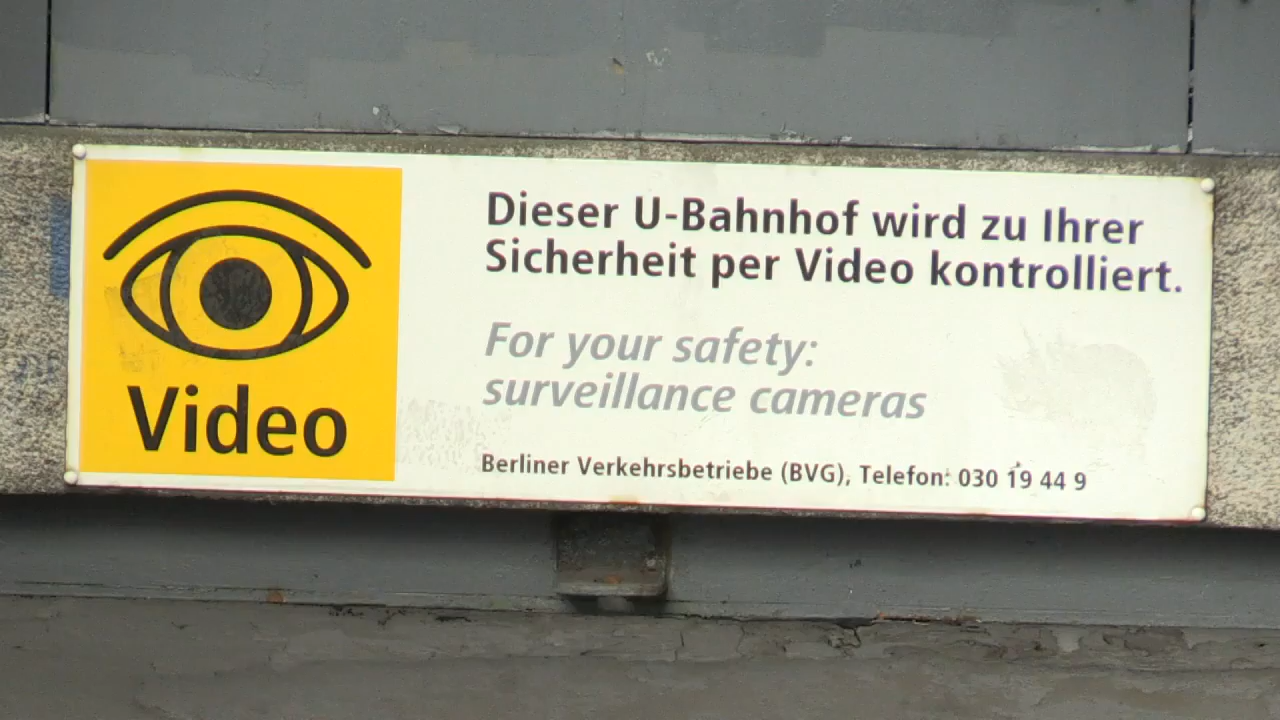 Video
Dieser U-Bahnhof wird zu Ihrer
Sicherheit per Video kontrolliert.
For your safety:
surveillance cameras
Berliner Verkehrsbetriebe (BVG), Telefon: 030 19 44 9